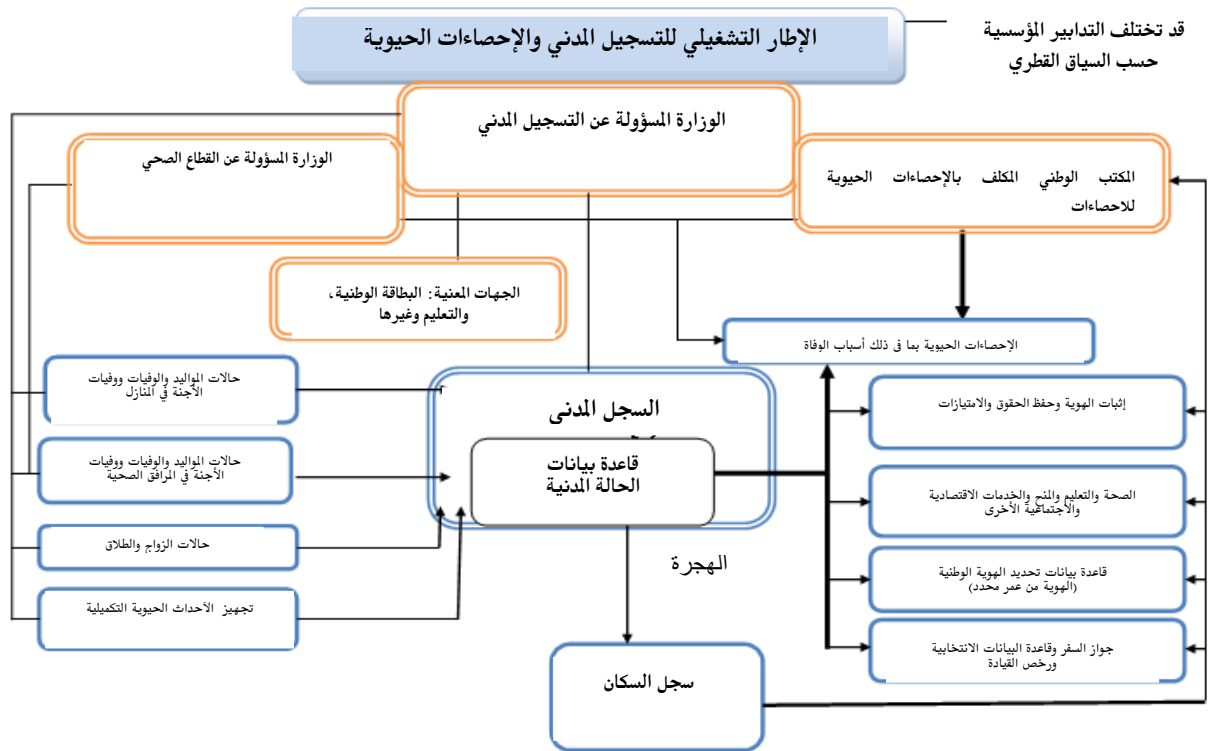 الإطار التشغيلي للتسجيل المدني والإحصاءات الحيوية
قد تختلف التدابير المؤسسية
حسب السياق القطري
الوزارة المسؤولة عن التسجيل المدني
الوزارة المسؤولة عن القطاع الصحي
المكتب الوطني المكلف بالإحصاءات الحيوية
للاحصاءات
الجهات المعنية: البطاقة الوطنية،
والتعليم وغيرها
الإحصاءات الحيوية بما فى ذلك أسباب الوفاة
حالات المواليد والوفيات ووفيات
الأجنة في المنازل
السجل المدنى
قاعدة بيانات
الحالة المدنية
إثبات الهوية وحفظ الحقوق والامتيازات
حالات المواليد والوفيات ووفيات
الأجنة في المرافق الصحية
الصحة والتعليم والمنح والخدمات الاقتصادية
والاجتماعية الأخرى
حالات الزواج والطلاق
الهجرة
قاعدة بيانات تحديد الهوية الوطنية
(الهوية من عمر محدد)
تجهيز الأحداث الحيوية التكميلية
جواز السفر وقاعدة البيانات الانتخابية
ورخص القيادة
سجل السكان